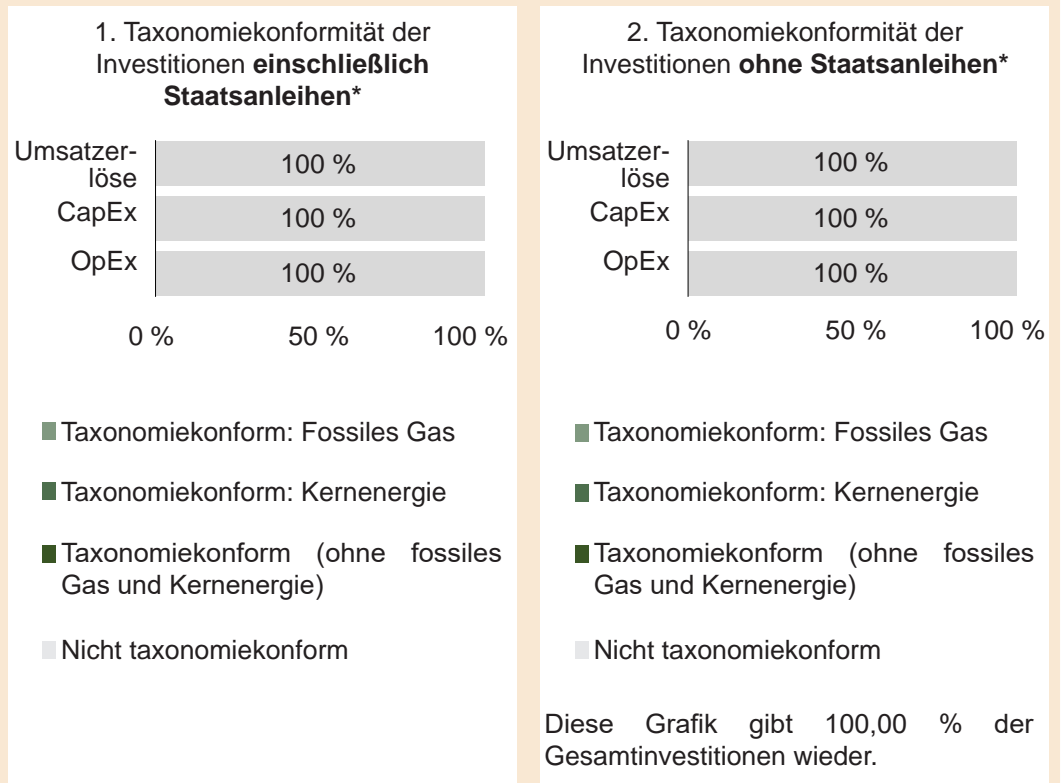 1. Taxonomiekonformität der
Investitionen einschließlich
Staatsanleihen*
Umsatzer-
löse
100 %
CapEx
100 %
OpEx
100 %
0 % 50 % 100 %
Taxonomiekonform: Fossiles Gas
Taxonomiekonform: Kernenergie
Taxonomiekonform (ohne fossiles
Gas und Kernenergie)
Nicht taxonomiekonform
2. Taxonomiekonformität der
Investitionen ohne Staatsanleihen*
Umsatzer-
löse
100 %
CapEx
100 %
OpEx
100 %
0 % 50 % 100 %
Taxonomiekonform: Fossiles Gas
Taxonomiekonform: Kernenergie
Taxonomiekonform (ohne fossiles
Gas und Kernenergie)
Nicht taxonomiekonform
Diese Grafik gibt 100,00 % der
Gesamtinvestitionen wieder.